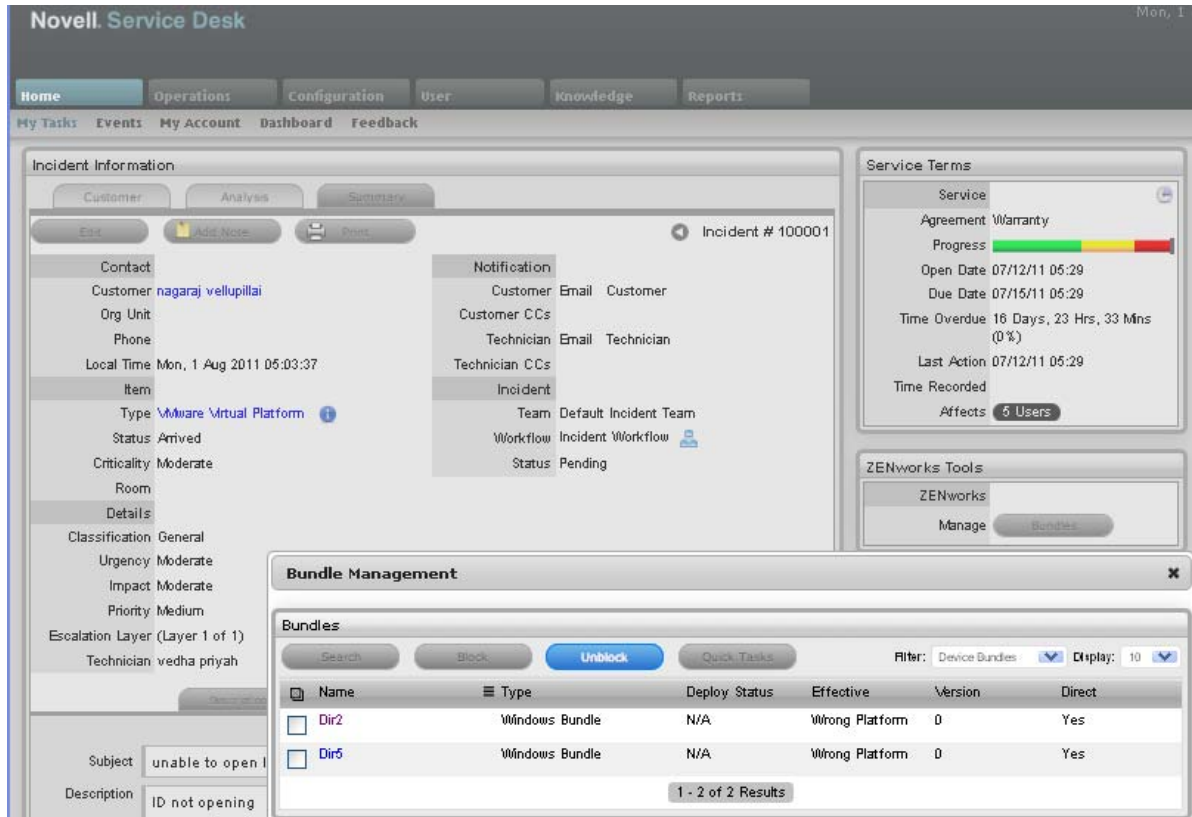 Novell. Service Desk
Mon, 1
Home Operations Configuration User Knowledge Reports
My Tasks Events My Account Dashboard Feedback
Incident Information
Customer Analysis Summary
Edit Add Note Print Incident # 100001
Contact
Customer nagaraj vellupillai
Org Unit
Phone
Local Time Mon, 1 Aug 2011 05:03:37
Item
Type VMware Virtual Platform
Status Arrived
Criticality Moderate
Room
Details
Classification General
Urgency Moderate
Impact Moderate
Priority Medium
Escalation Layer (Layer 1 of 1)
Technician vedha priyah
Notification
Customer Email Customer
Customer CCs
Technician Email Technician
Technician CCs
Incident
Team Default Incident Team
Workflow Incident Workflow
Status Pending
Subject unable to open
Description ID not opening
Service Terms
Service
Agreement Warranty
Progress
Open Date 07/12/11 05:29
Due Date 07/15/11 05:29
Time Overdue 16 Days, 23 Hrs, 33 Mins
(0%)
Last Action 07/12/11 05:29
Time Recorded
Affects 5 Users
ZENworks Tools
ZENworks
Manage Bundles
Bundle Management
Bundles
Search Block Unblock Quick Tasks Filter: Device Bundles Display: 10
Name Type Deploy Status Effective Version Direct
Dir2 Windows Bundle N/A Wrong Platform 0 Yes
Dir5 Windows Bundle N/A Wrong Platform 0 Yes
1 - 2 of 2 Results